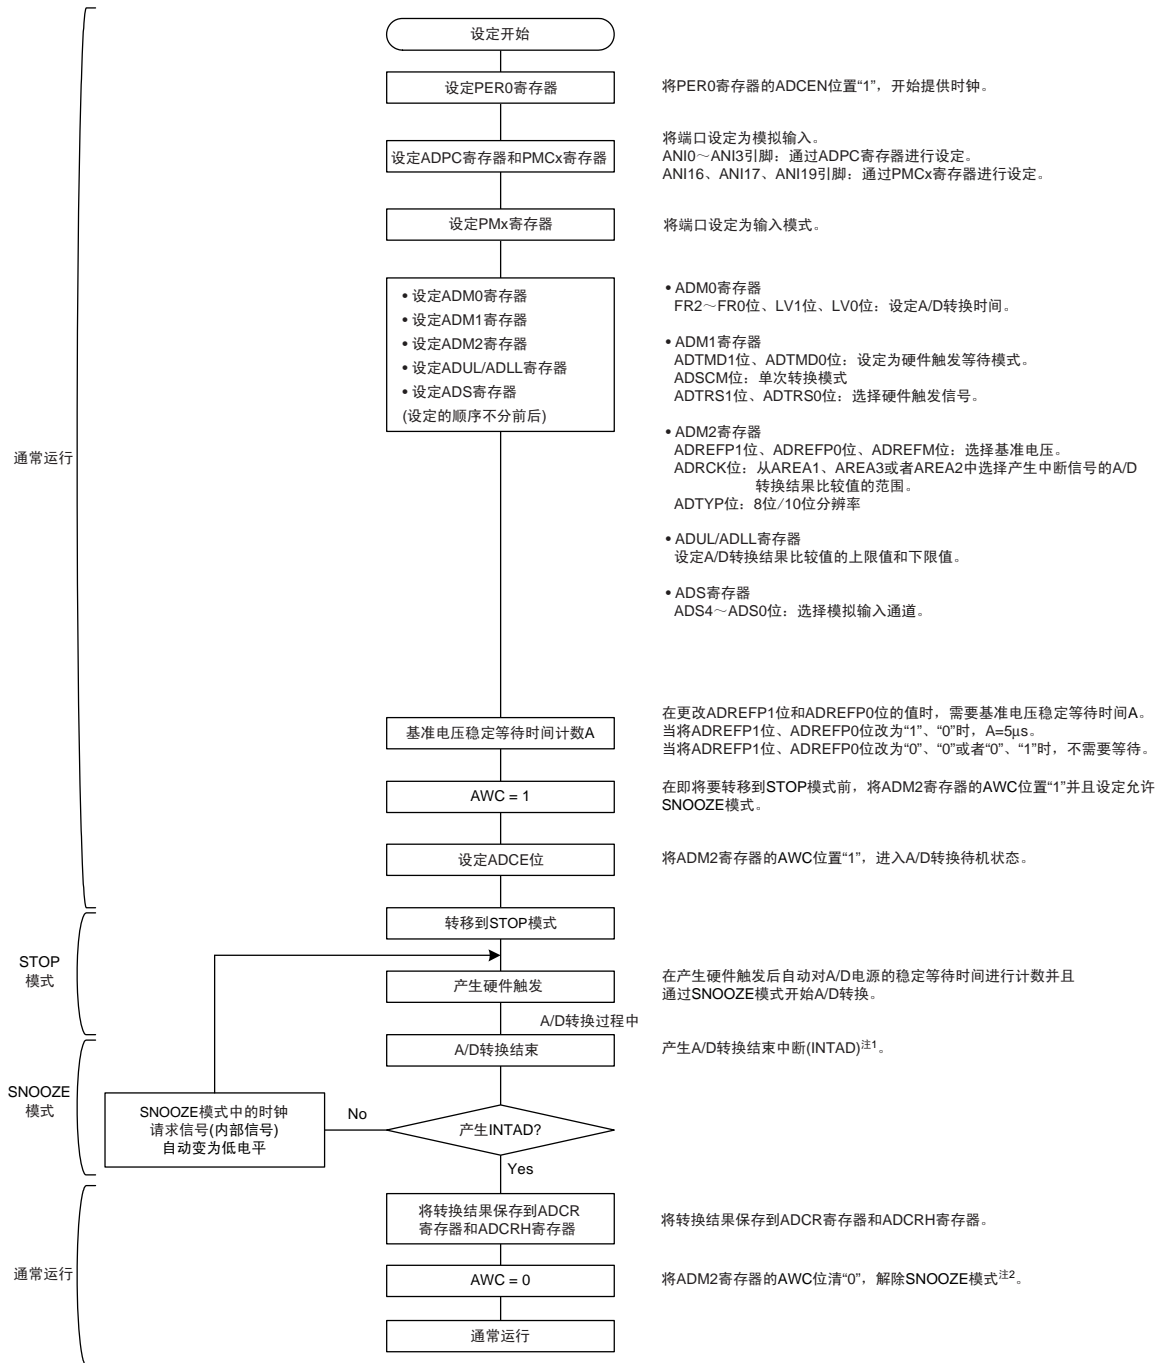 设定开始
设定PER0寄存器
将PER0寄存器的ADCEN位置“1”，开始提供时钟。
设定ADPC寄存器和PMCx寄存器
将端口设定为模拟输入。
ANI0～ANI3引脚：通过ADPC寄存器进行设定。
ANI16、ANI17、ANI19引脚：通过PMCx寄存器进行设定。
设定PMx寄存器
将端口设定为输入模式。
• 设定ADM0寄存器
• 设定ADM1寄存器
• 设定ADM2寄存器
• 设定ADUL/ADLL寄存器
• 设定ADS寄存器
(设定的顺序不分前后)
• ADM0寄存器
FR2～FR0位、LV1位、LV0位：设定A/D转换时间。
• ADM1寄存器
ADTMD1位、ADTMD0位：设定为硬件触发等待模式。
ADSCM位：单次转换模式
ADTRS1位、ADTRS0位：选择硬件触发信号。
• ADM2寄存器
ADREFP1位、ADREFP0位、ADREFM位：选择基准电压。
ADRCK位：从AREA1、AREA3或者AREA2中选择产生中断信号的A/D
转换结果比较值的范围。
ADTYP位：8位/10位分辨率
• ADUL/ADLL寄存器
设定A/D转换结果比较值的上限值和下限值。
• ADS寄存器
ADS4～ADS0位：选择模拟输入通道。
通常运行
基准电压稳定等待时间计数A
在更改ADREFP1位和ADREFP0位的值时，需要基准电压稳定等待时间A。
当将ADREFP1位、ADREFP0位改为“1”、“0”时，A=5μs。
当将ADREFP1位、ADREFP0位改为“0”、“0”或者“0”、“1”时，不需要等待。
AWC = 1
在即将要转移到STOP模式前，将ADM2寄存器的AWC位置“1”并且设定允许
SNOOZE模式。
设定ADCE位
将ADM2寄存器的AWC位置“1”，进入A/D转换待机状态。
转移到STOP模式
STOP
模式
产生硬件触发
在产生硬件触发后自动对A/D电源的稳定等待时间进行计数并且
通过SNOOZE模式开始A/D转换。
A/D转换过程中
A/D转换结束
产生A/D转换结束中断(INTAD)注1。
SNOOZE
模式
SNOOZE模式中的时钟
请求信号(内部信号)
自动变为低电平
No
产生INTAD?
Yes
将转换结果保存到ADCR
寄存器和ADCRH寄存器
将转换结果保存到ADCR寄存器和ADCRH寄存器。
通常运行
AWC = 0
将ADM2寄存器的AWC位清“0”，解除SNOOZE模式注2。
通常运行